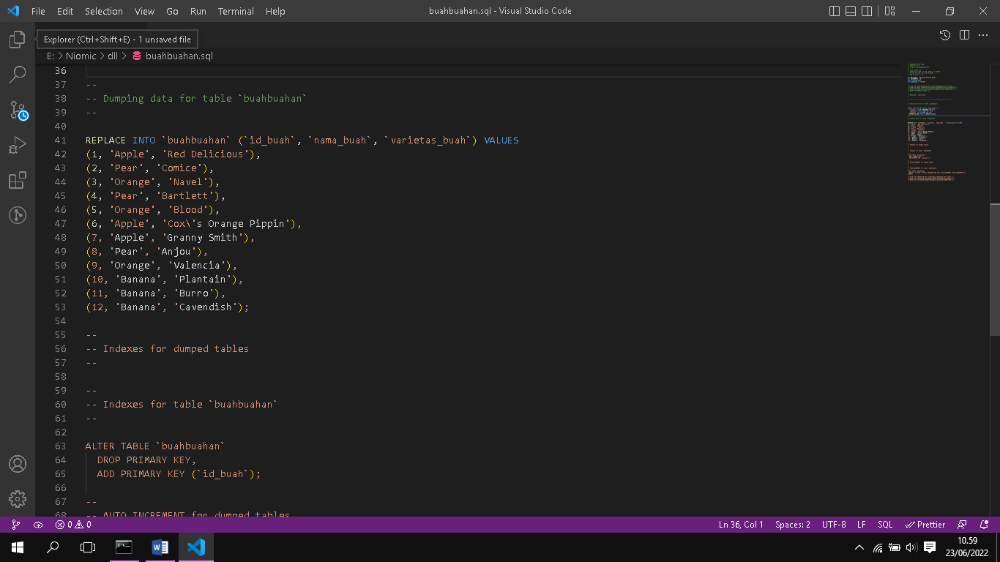 File Edit Selection View Go Run Terminal Help buahbuahan.sql - Visual Studio Code
Explorer (Ctrl+Shift+E) - 1 unsaved file
E: > Niomic > dll > buahbuahan.sql
36
37 --
38 -- Dumping data for table `buahbuahan`
39 --
40
41 REPLACE INTO `buahbuahan` (`id_buah`, `nama_buah`, `varietas_buah`) VALUES
42 (1, 'Apple', 'Red Delicious'),
43 (2, 'Pear', 'Comice'),
44 (3, 'Orange', 'Navel'),
45 (4, 'Pear', 'Bartlett'),
46 (5, 'Orange', 'Blood'),
47 (6, 'Apple', 'Cox\'s Orange Pippin'),
48 (7, 'Apple', 'Granny Smith'),
49 (8, 'Pear', 'Anjou'),
50 (9, 'Orange', 'Valencia'),
51 (10, 'Banana', 'Plantain'),
52 (11, 'Banana', 'Burro'),
53 (12, 'Banana', 'Cavendish');
54
55 --
56 -- Indexes for dumped tables
57 --
58
59 --
60 -- Indexes for table `buahbuahan`
61 --
62
63 ALTER TABLE `buahbuahan`
64 DROP PRIMARY KEY,
65 ADD PRIMARY KEY (`id_buah`);
66
67 --
68 -- AUTO_INCREMENT for dumped tables
0 0 Ln 36, Col 1 Spaces: 2 UTF-8 LF SQL Prettier
10.59
23/06/2022